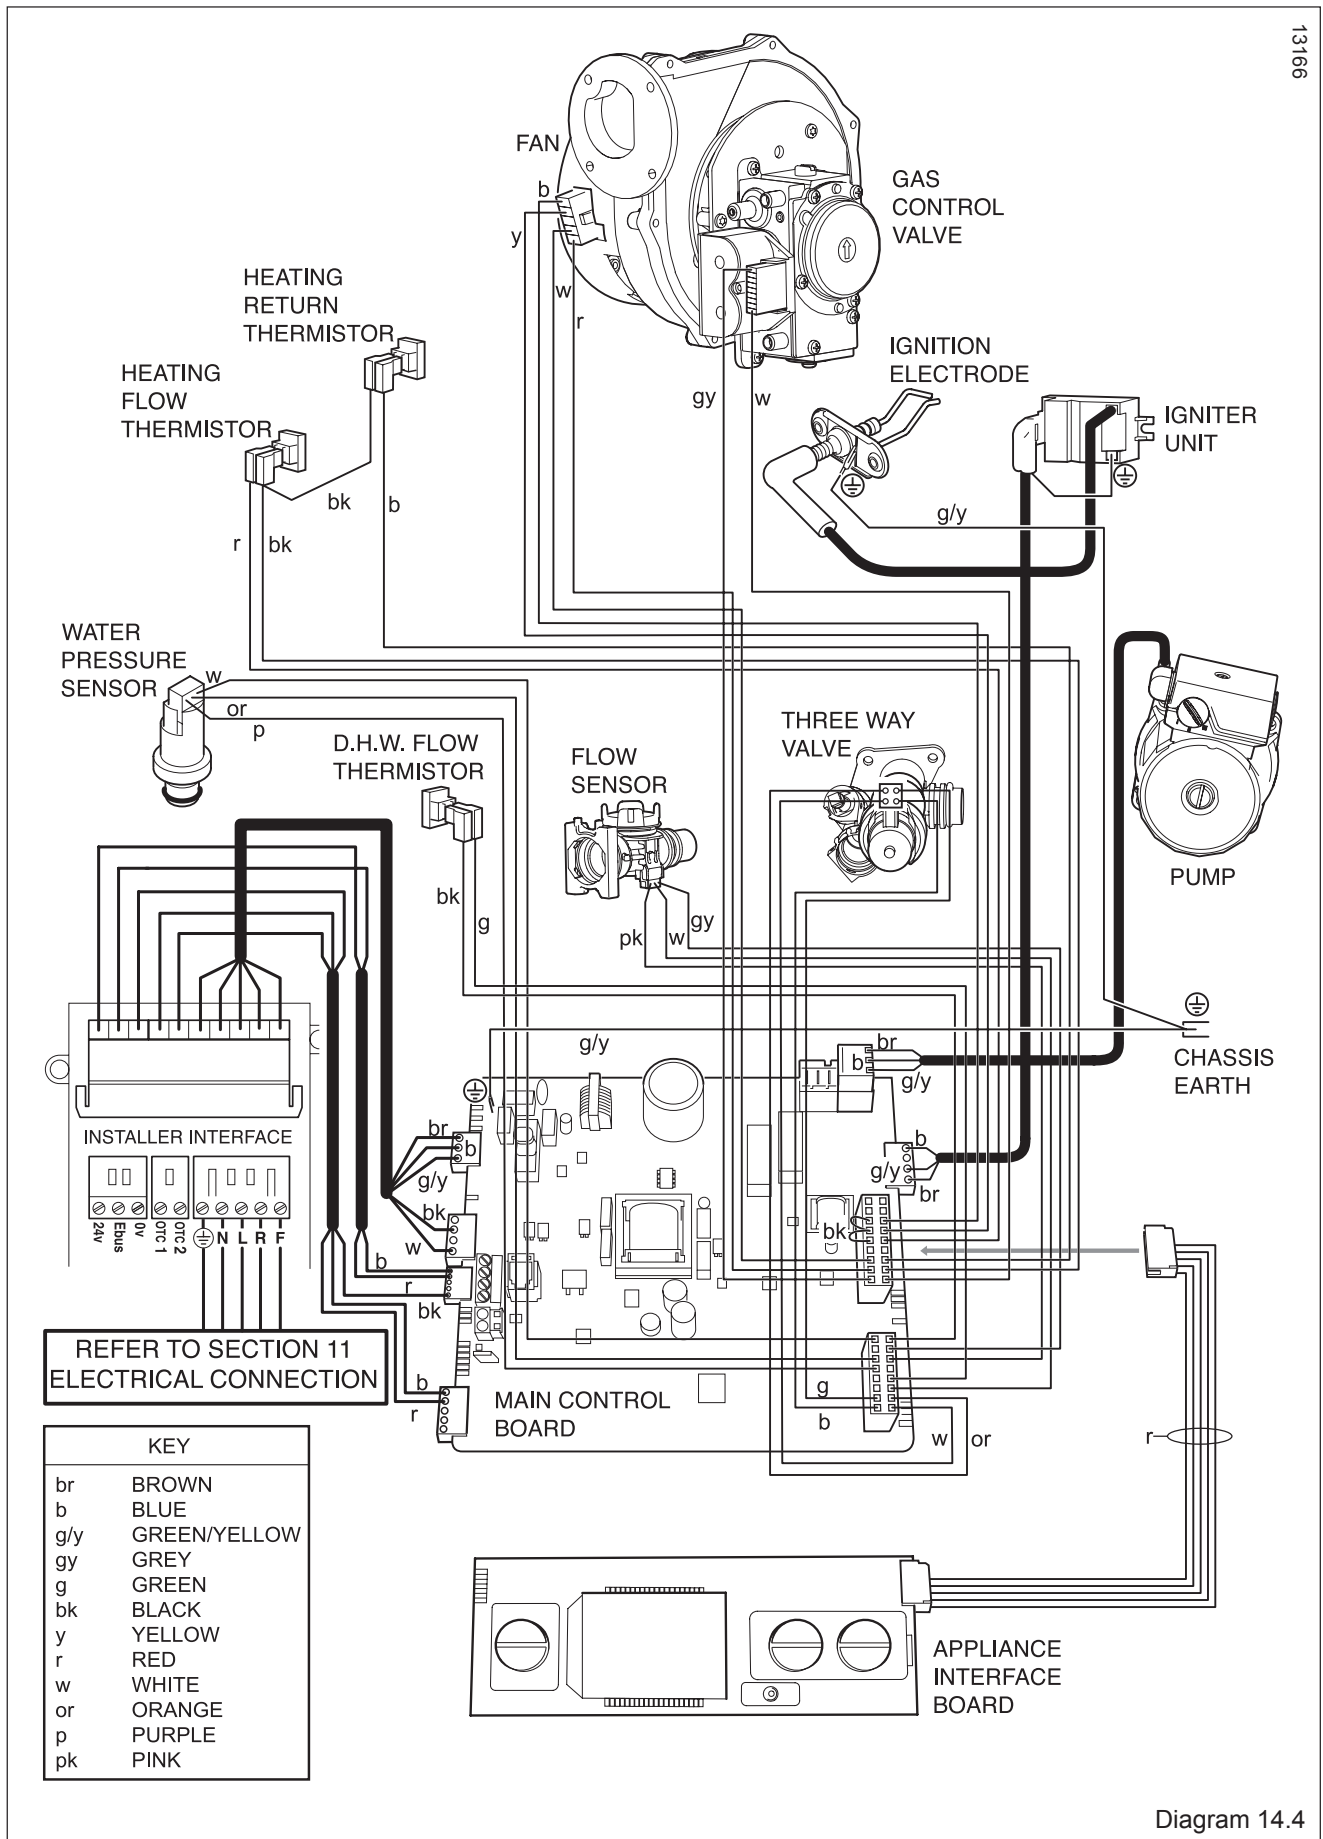 13166
FAN
b
y
w
r
GAS
CONTROL
VALVE
HEATING
RETURN
THERMISTOR
HEATING
FLOW
THERMISTOR
IGNITION
ELECTRODE
gy
w
IGNITER
UNIT
bk
b
r
bk
g/y
WATER
PRESSURE
SENSOR
w
or
p
D.H.W. FLOW
THERMISTOR
FLOW
SENSOR
THREE WAY
VALVE
PUMP
bk
g
pk
w
gy
CHASSIS
EARTH
g/y
br
b
g/y
INSTALLER INTERFACE
br
b
g/y
b
g/y
br
bk
w
bk
24v
Ebus
0v
OTC 1
OTC 2
N
L
R
F
b
r
bk
REFER TO SECTION 11
ELECTRICAL CONNECTION
b
r
MAIN CONTROL
BOARD
g
b
w
or
r
KEY
br BROWN
b BLUE
g/y GREEN/YELLOW
gy GREY
g GREEN
bk BLACK
y YELLOW
r RED
w WHITE
or ORANGE
p PURPLE
pk PINK
APPLIANCE
INTERFACE
BOARD
Diagram 14.4